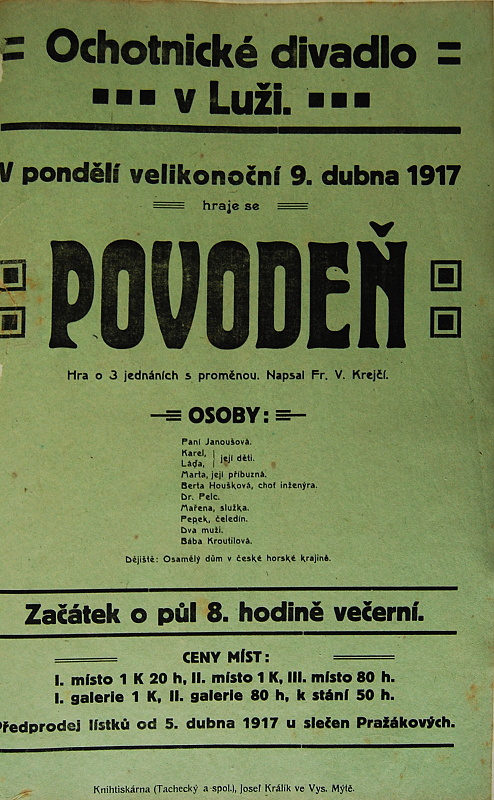 Ochotnické divadlo
v Luži.
V pondělí velikonoční 9. dubna 1917
hraje se
POVODEŇ
Hra o 3 jednáních s proměnou. Napsal Fr. V. Krejčí.
OSOBY:
Paní Janoušová.
Karel,
Láďa, } její děti.
Marta, její příbuzná.
Berta Houšková, choť inženýra.
Dr. Pelc.
Mařena, služka.
Pepek, čeledín.
Dva muži.
Bába Kroutilová.
Dějiště: Osamělý dům v české horské krajině.
Začátek o půl 8. hodině večerní.
CENY MÍST:
I. místo 1 K 20 h, II. místo 1 K, III. místo 80 h.
I. galerie 1 K, II. galerie 80 h, k stání 50 h.
Předprodej lístků od 5. dubna 1917 u slečen Pražákových.
Knihtiskárna (Tachecký a spol.), Josef Králík ve Vys. Mýtě.